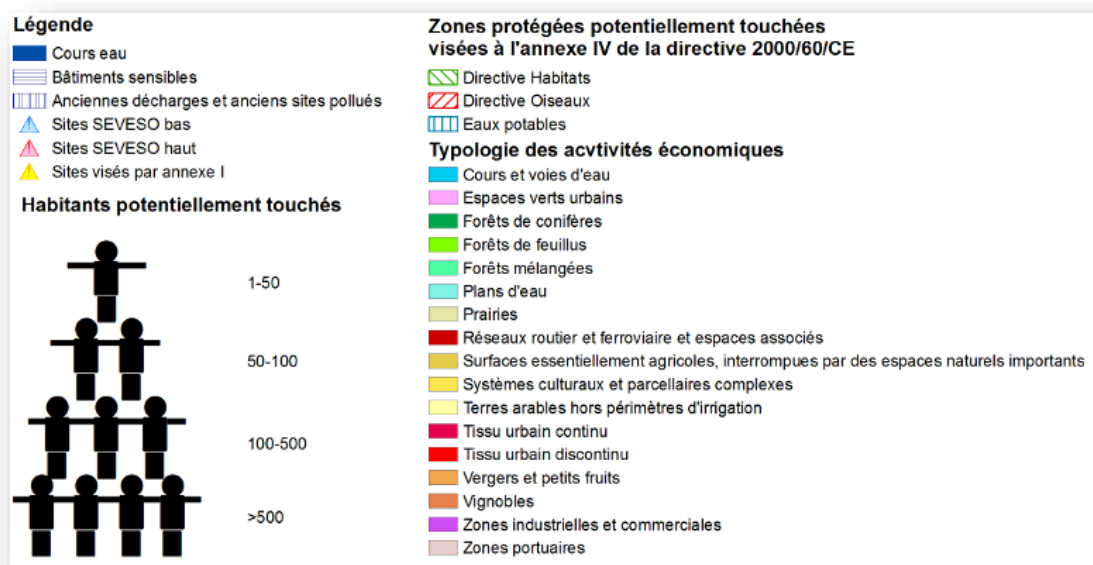 Légende
Cours eau
Bâtiments sensibles
Anciennes décharges et anciens sites pollués
Sites SEVESO bas
Sites SEVESO haut
Sites visés par annexe I
Habitants potentiellement touchés
1-50
50-100
100-500
>500
Zones protégées potentiellement touchées
visées à l'annexe IV de la directive 2000/60/CE
Directive Habitats
Directive Oiseaux
Eaux potables
Typologie des acvtivités économiques
Cours et voies d'eau
Espaces verts urbains
Forêts de conifères
Forêts de feuillus
Forêts mélangées
Plans d'eau
Prairies
Réseaux routier et ferroviaire et espaces associés
Surfaces essentiellement agricoles, interrompues par des espaces naturels importants
Systèmes culturaux et parcellaires complexes
Terres arables hors périmètres d'irrigation
Tissu urbain continu
Tissu urbain discontinu
Vergers et petits fruits
Vignobles
Zones industrielles et commerciales
Zones portuaires